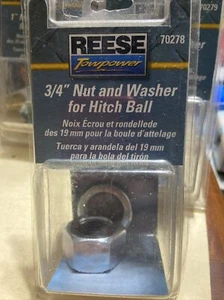 REESE
Towpower
70278
3/4" Nut and Washer
for Hitch Ball
Noix Écrou et rondellede
des 19 mm pour la boule d'attelage
Tuerca y arandela del 19 mm
para la bola del tirón